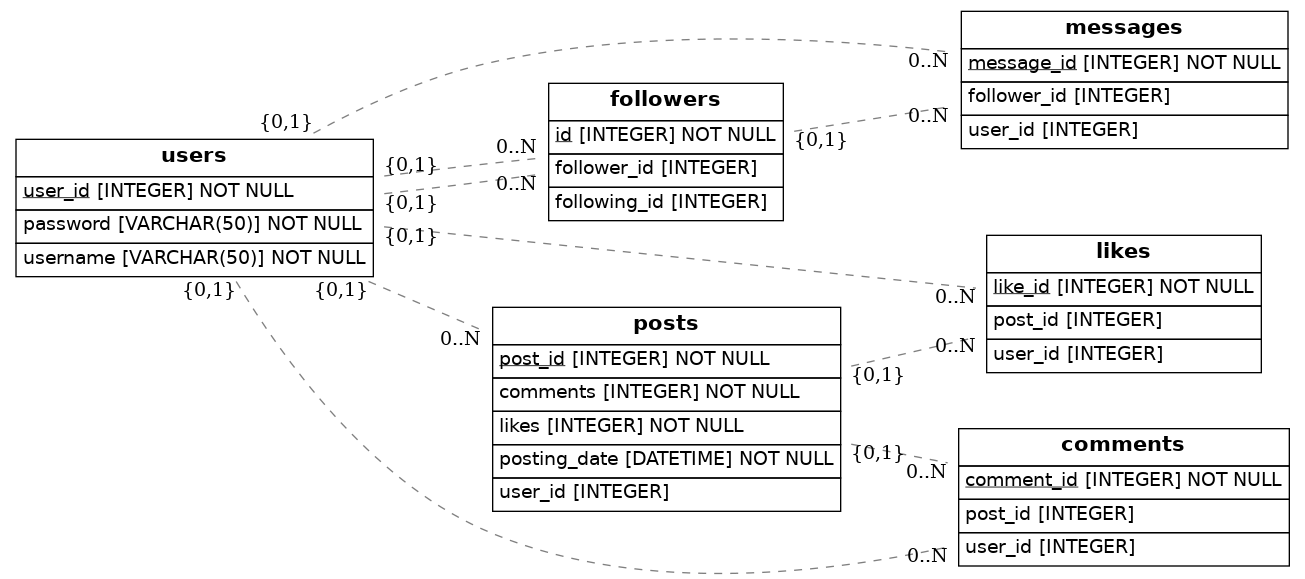 users
user_id [INTEGER] NOT NULL
password [VARCHAR(50)] NOT NULL
username [VARCHAR(50)] NOT NULL
{0,1}
{0,1}
{0,1}
{0,1}
{0,1}
{0,1}
followers
id [INTEGER] NOT NULL
follower_id [INTEGER]
following_id [INTEGER]
0..N
0..N
{0,1}
posts
post_id [INTEGER] NOT NULL
comments [INTEGER] NOT NULL
likes [INTEGER] NOT NULL
posting_date [DATETIME] NOT NULL
user_id [INTEGER]
0..N
{0,1}
{0,1}
messages
message_id [INTEGER] NOT NULL
follower_id [INTEGER]
user_id [INTEGER]
0..N
0..N
likes
like_id [INTEGER] NOT NULL
post_id [INTEGER]
user_id [INTEGER]
0..N
0..N
comments
comment_id [INTEGER] NOT NULL
post_id [INTEGER]
user_id [INTEGER]
0..N
0..N